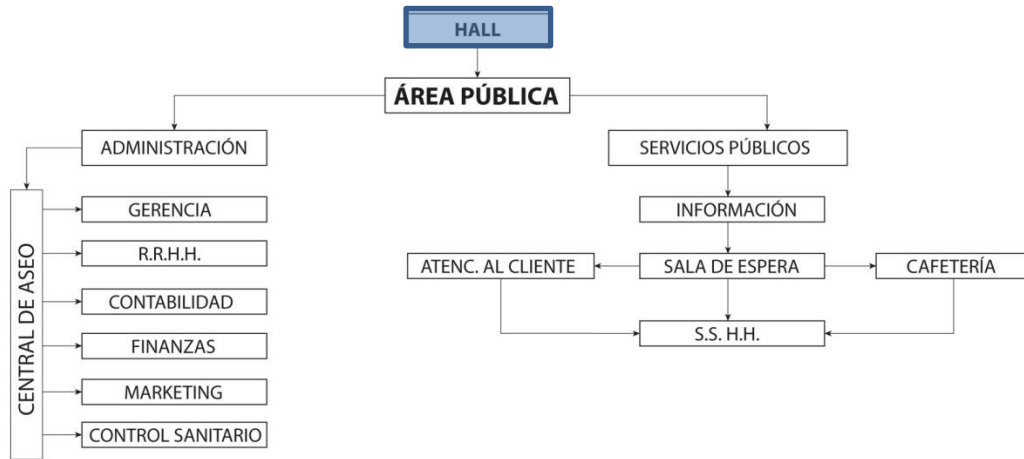 HALL
ÁREA PÚBLICA
ADMINISTRACIÓN
SERVICIOS PÚBLICOS
CENTRAL DE ASEO
GERENCIA
R.R.H.H.
CONTABILIDAD
FINANZAS
MARKETING
CONTROL SANITARIO
INFORMACIÓN
ATENC. AL CLIENTE
SALA DE ESPERA
CAFETERÍA
S.S. H.H.